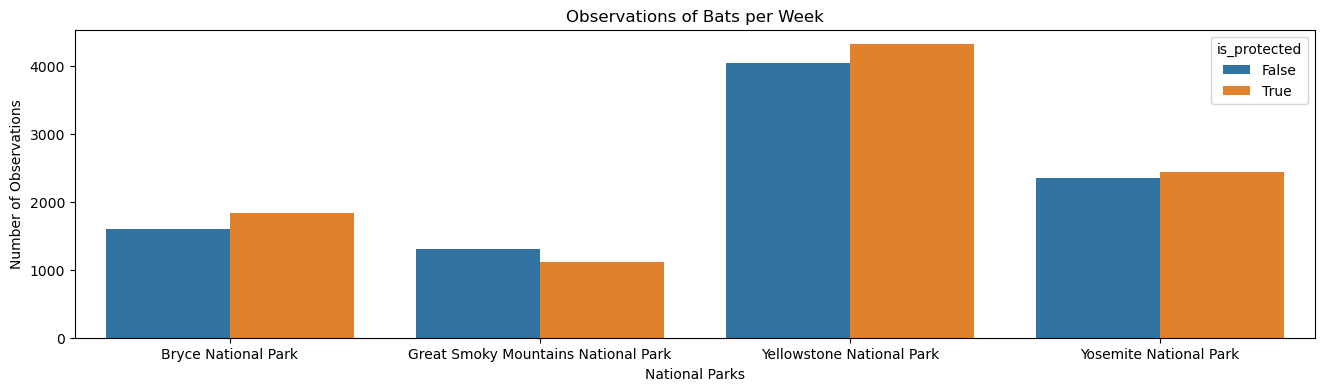 Observations of Bats per Week
is_protected
False
True
Number of Observations
4000
3000
2000
1000
0
Bryce National Park
Great Smoky Mountains National Park
Yellowstone National Park
Yosemite National Park
National Parks